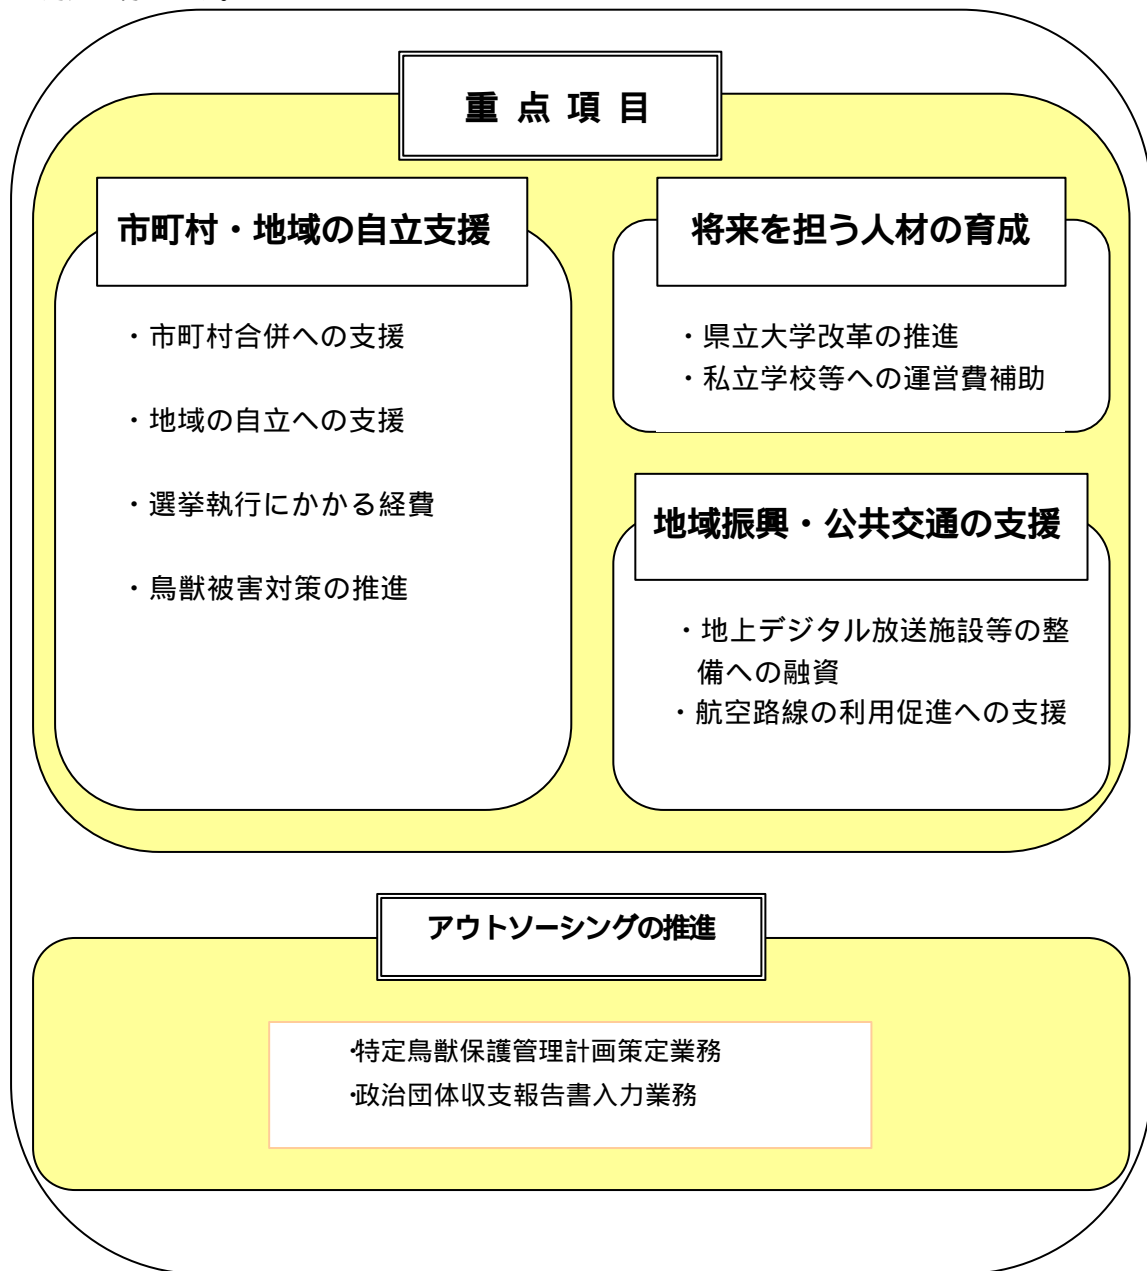 重点項目
市町村・地域の自立支援
・市町村合併への支援
・地域の自立への支援
・選挙執行にかかる経費
・鳥獣被害対策の推進
将来を担う人材の育成
・県立大学改革の推進
・私立学校等への運営費補助
地域振興・公共交通の支援
・地上デジタル放送施設等の整
備への融資
・航空路線の利用促進への支援
アウトソーシングの推進
・特定鳥獣保護管理計画策定業務
・政治団体収支報告書入力業務